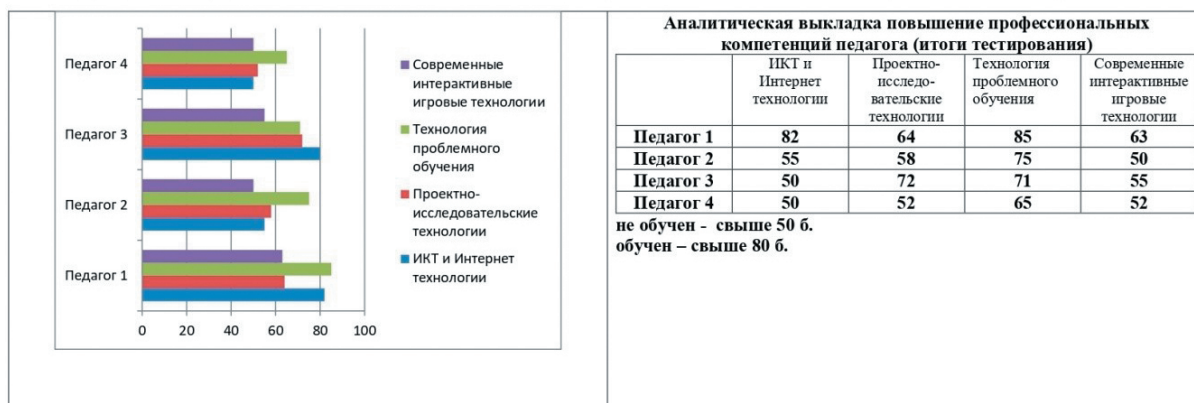 Педагог 4
Педагог 3
Педагог 2
Педагог 1
0 20 40 60 80 100
Современные
интерактивные
игровые технологии
Технология
проблемного
обучения
Проектно-
исследовательские
технологии
ИКТ и Интернет
технологии
Аналитическая выкладка повышение профессиональных
компетенций педагога (итоги тестирования)
ИКТ и Интернет технологии
Проектно-исследо-вательские технологии
Технология проблемного обучения
Современные интерактивные игровые технологии
Педагог 1 82 64 85 63
Педагог 2 55 58 75 50
Педагог 3 50 72 71 55
Педагог 4 50 52 65 52
не обучен - свыше 50 б.
обучен – свыше 80 б.